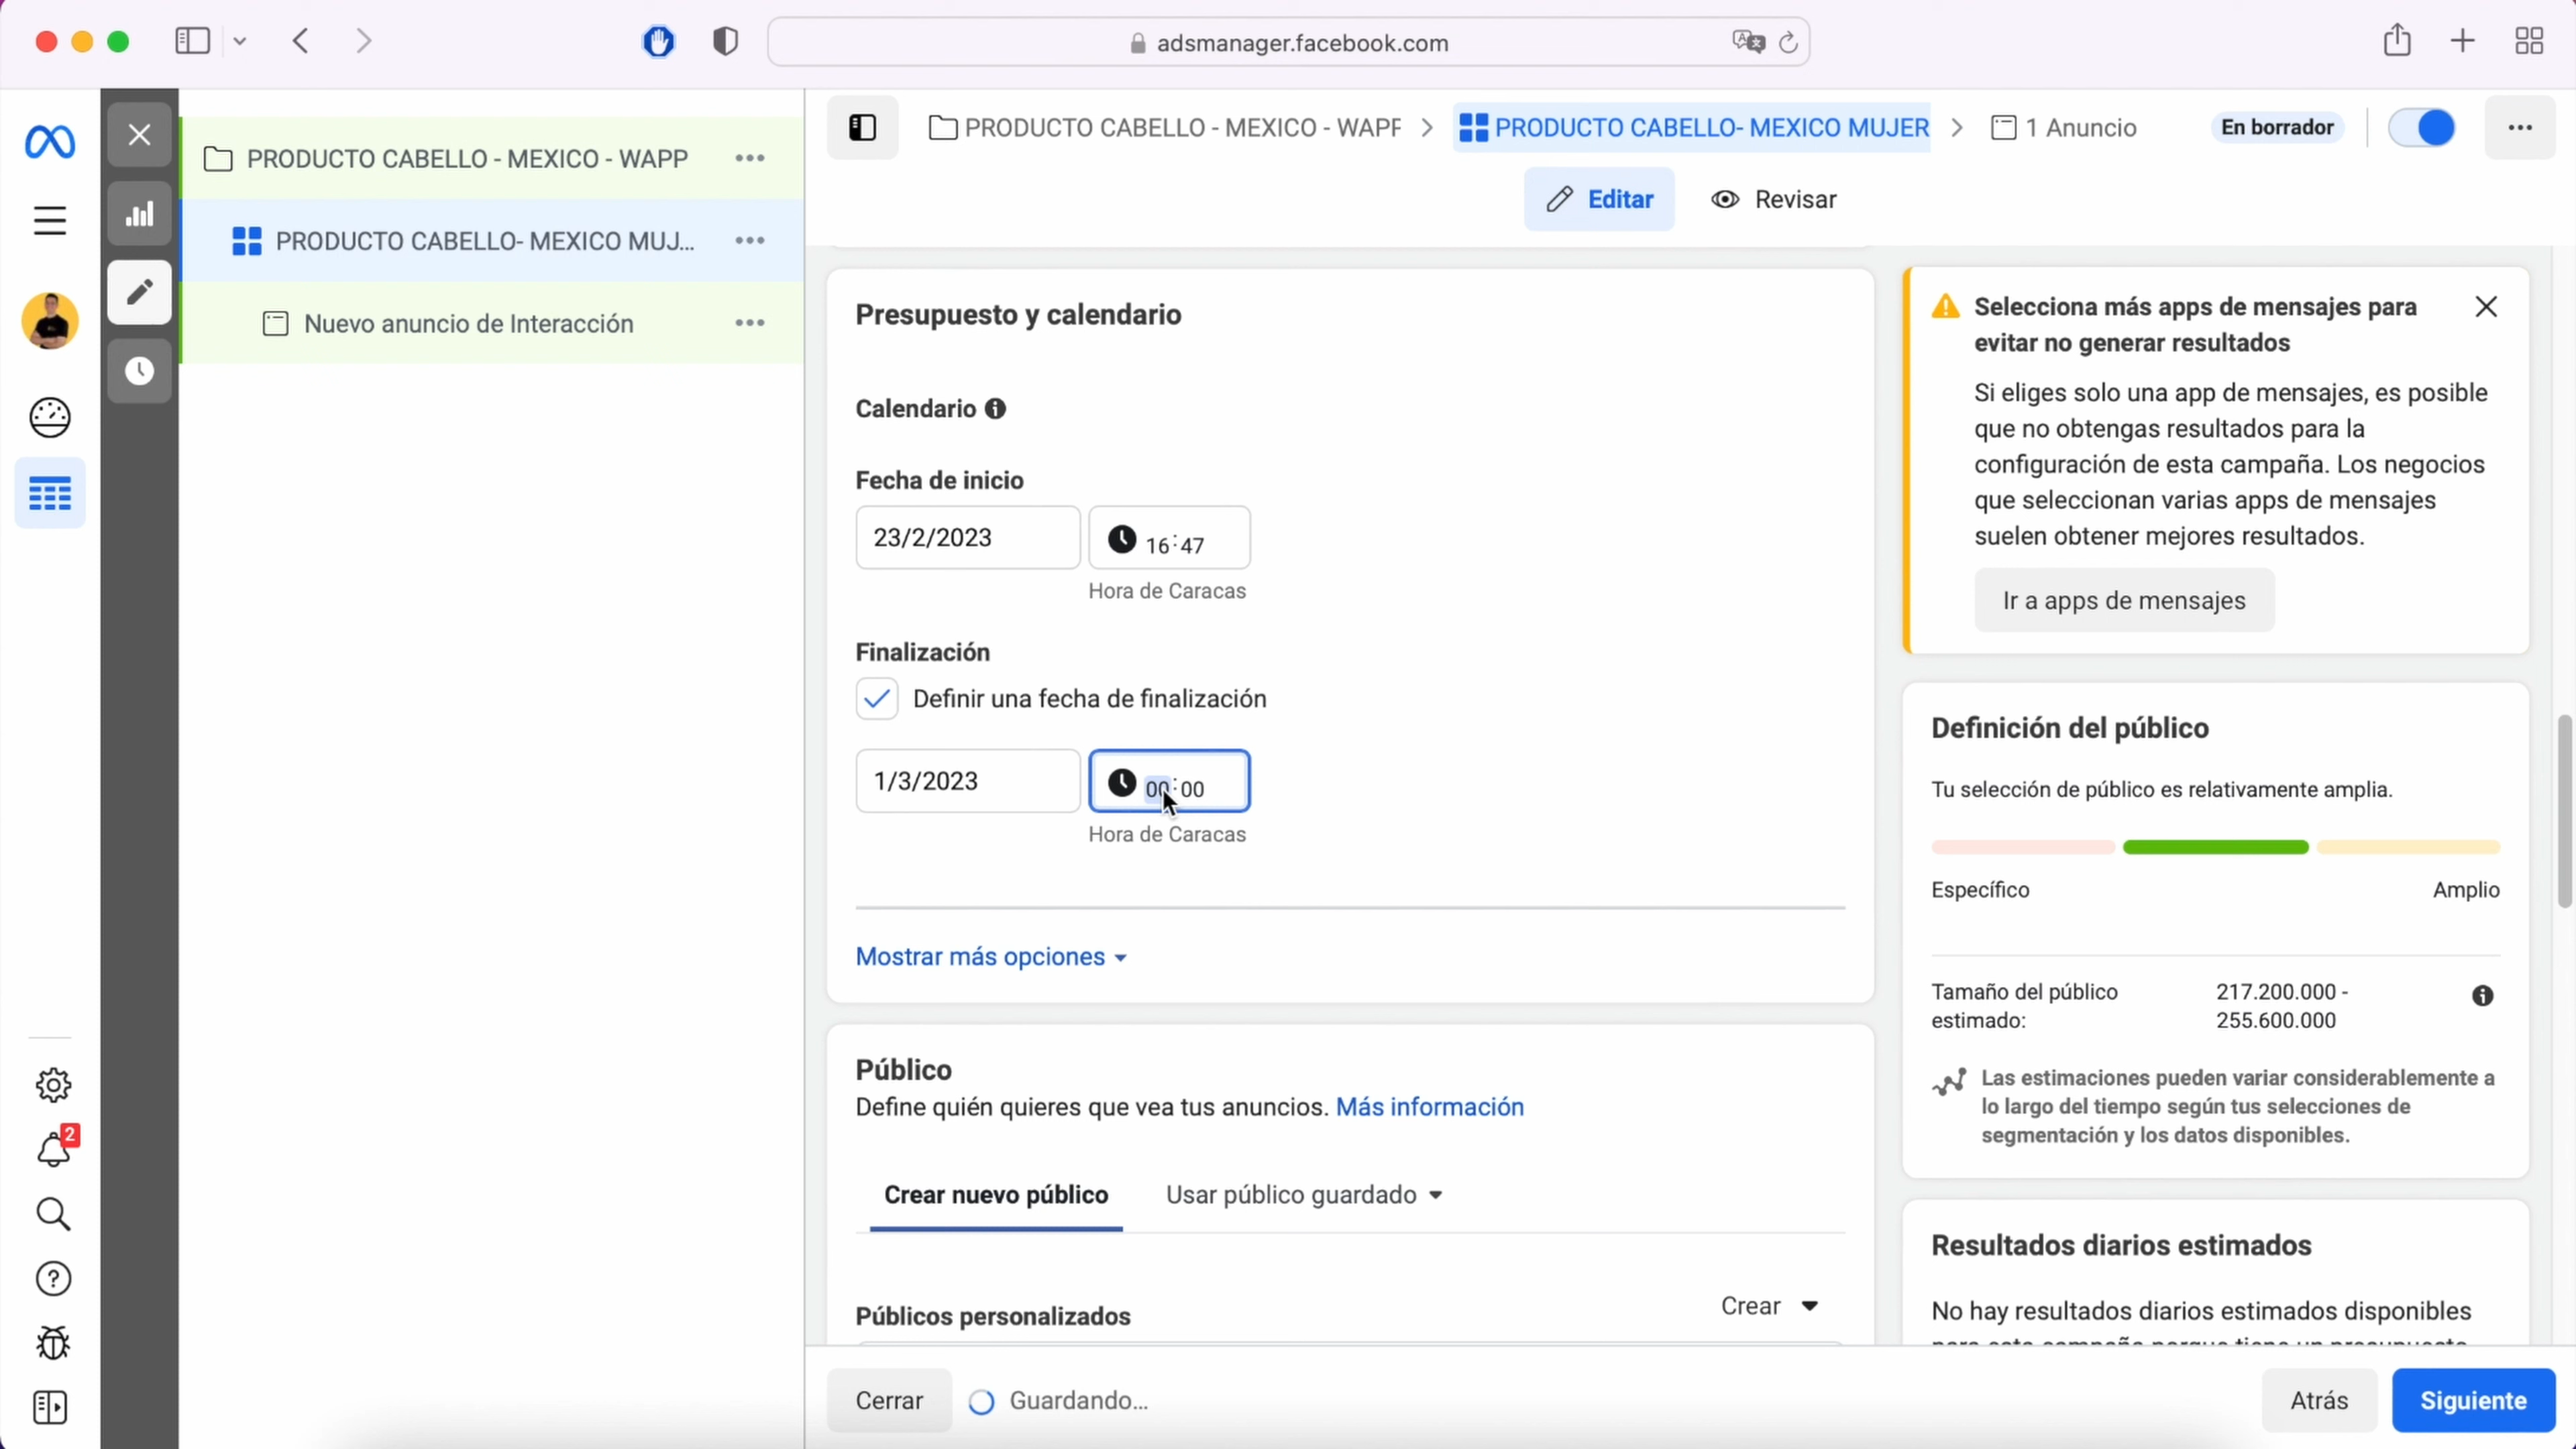 adsmanager.facebook.com
PRODUCTO CABELLO - MEXICO - WAPP
PRODUCTO CABELLO- MEXICO MUJ...
Nuevo anuncio de Interacción
PRODUCTO CABELLO - MEXICO - WAPP
PRODUCTO CABELLO- MEXICO MUJER
1 Anuncio
En borrador
Editar
Revisar
Presupuesto y calendario
Calendario
Fecha de inicio
23/2/2023
16:47
Hora de Caracas
Finalización
Definir una fecha de finalización
1/3/2023
00:00
Hora de Caracas
Mostrar más opciones
Público
Define quién quieres que vea tus anuncios. Más información
Crear nuevo público
Usar público guardado
Públicos personalizados
Crear
Selecciona más apps de mensajes para
evitar no generar resultados
Si eliges solo una app de mensajes, es posible
que no obtengas resultados para la
configuración de esta campaña. Los negocios
que seleccionan varias apps de mensajes
suelen obtener mejores resultados.
Ir a apps de mensajes
Definición del público
Tu selección de público es relativamente amplia.
Específico
Amplio
Tamaño del público
estimado:
217.200.000 -
255.600.000
Las estimaciones pueden variar considerablemente a
lo largo del tiempo según tus selecciones de
segmentación y los datos disponibles.
Resultados diarios estimados
No hay resultados diarios estimados disponibles
para esta campaña porque tiene un presupuesto
2
Cerrar
Guardando...
Atrás
Siguiente